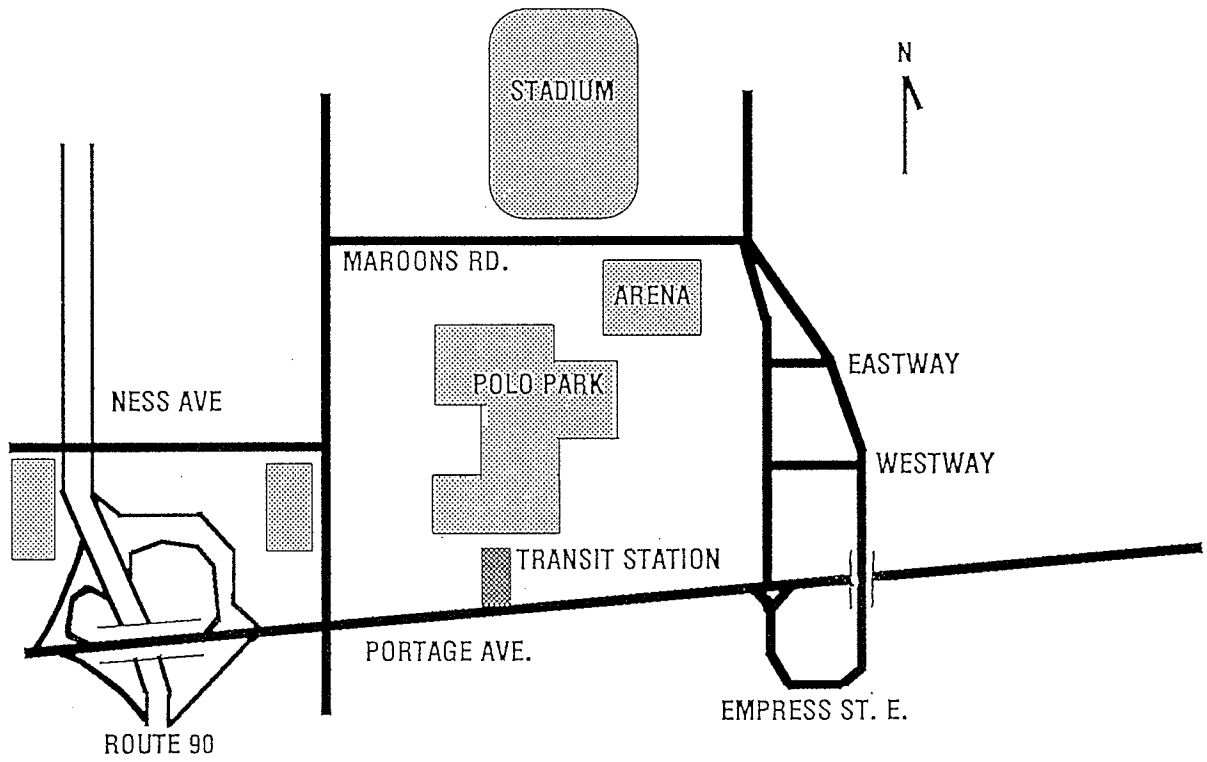 N
STADIUM
MAROONS RD.
ARENA
EASTWAY
POLO PARK
NESS AVE
WESTWAY
TRANSIT STATION
PORTAGE AVE.
EMPRESS ST. E.
ROUTE 90